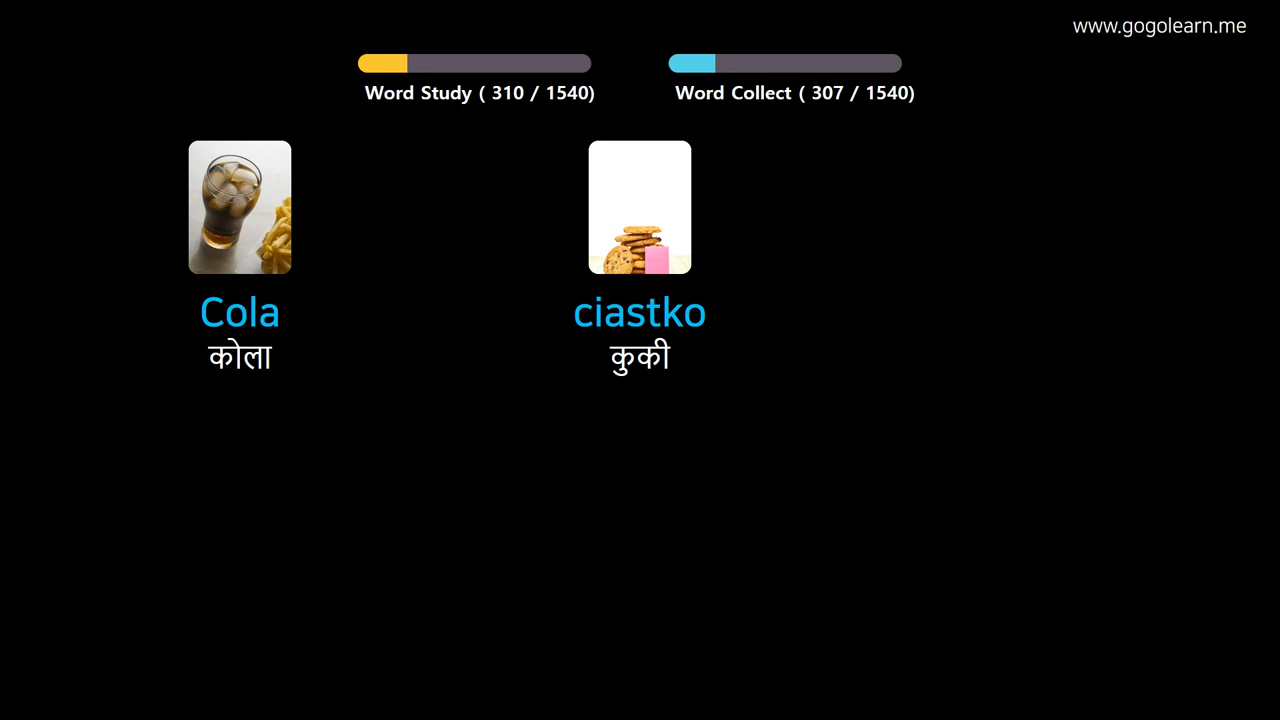 www.gogolearn.me
Word Study ( 310 / 1540)
Word Collect ( 307 / 1540)
Cola
कोला
ciastko
कुकी